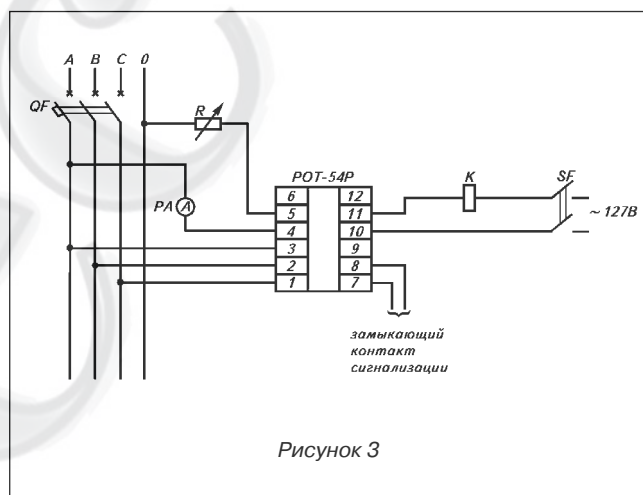 A B C 0
QF
R
РОТ-54Р
6 12
5 11
4 10
3 9
2 8
1 7
PA A
K
SF
~ 127В
замыкающий
контакт
сигнализации
Рисунок 3